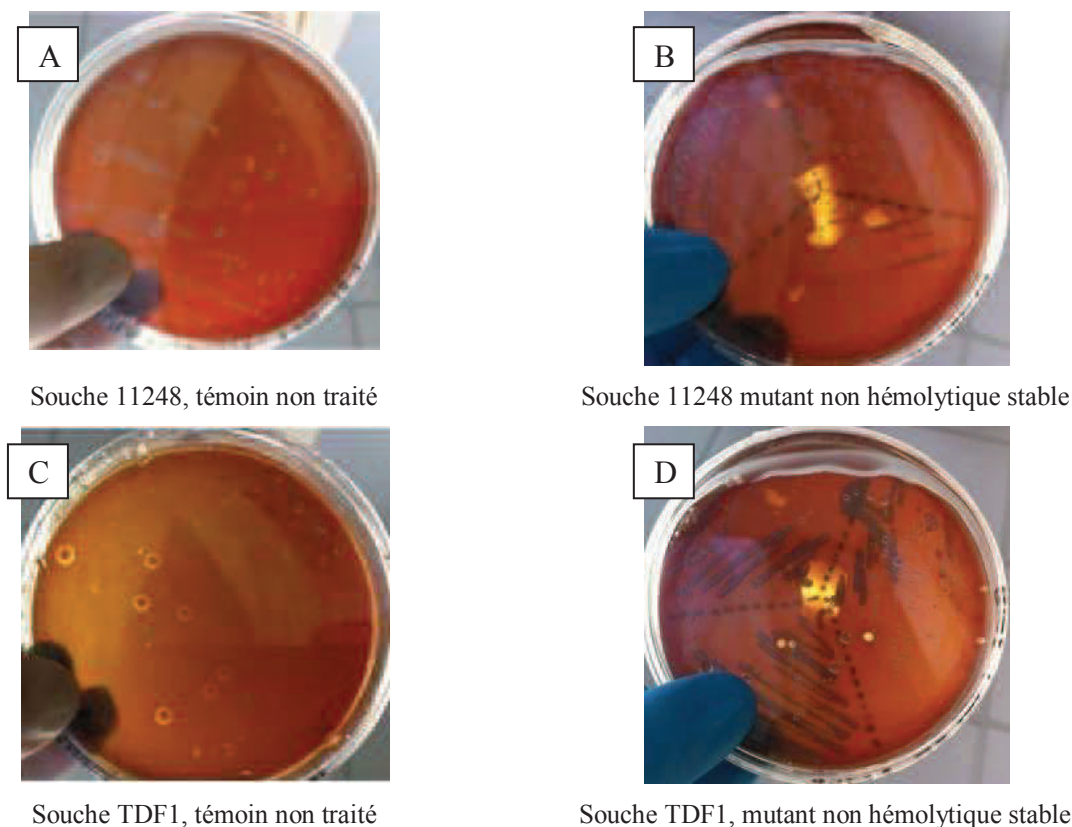 A
B
Souche 11248, témoin non traité
Souche 11248 mutant non hémolytique stable
C
D
Souche TDF1, témoin non traité
Souche TDF1, mutant non hémolytique stable